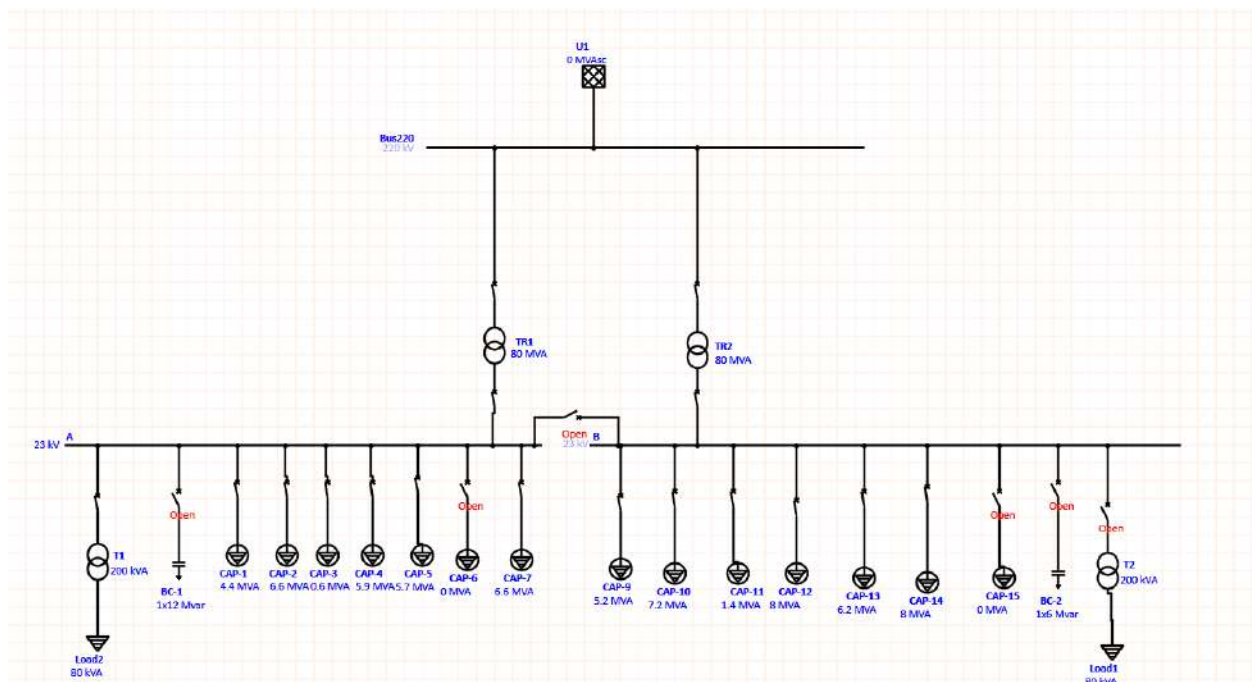 U1
0 MVAsc
Bus220
220 kV
TR1
80 MVA
TR2
80 MVA
23 kV
A
Open
23 kV
B
Open
Open
Open
Open
Open
T1
200 kVA
BC-1
1x12 Mvar
CAP-1
4.4 MVA
CAP-2
6.6 MVA
CAP-3
0.6 MVA
CAP-4
5.9 MVA
CAP-5
5.7 MVA
CAP-6
0 MVA
CAP-7
6.6 MVA
CAP-9
5.2 MVA
CAP-10
7.2 MVA
CAP-11
1.4 MVA
CAP-12
8 MVA
CAP-13
6.2 MVA
CAP-14
8 MVA
CAP-15
0 MVA
BC-2
1x6 Mvar
T2
200 kVA
Load2
80 kVA
Load1
80 kVA